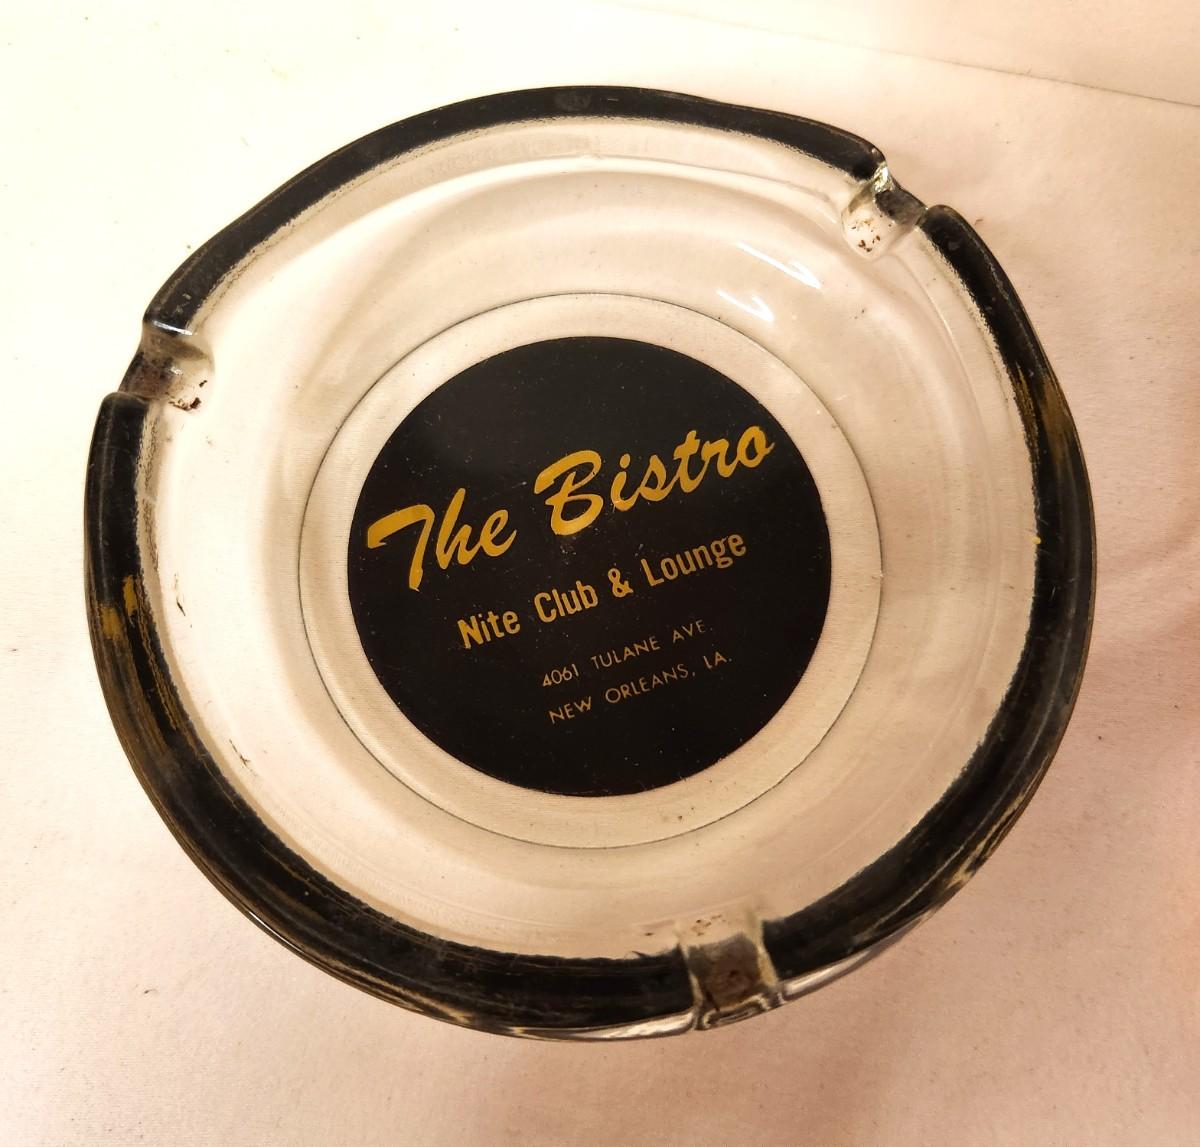 The Bistro
Nite Club & Lounge
4061 TULANE AVE.
NEW ORLEANS, LA.